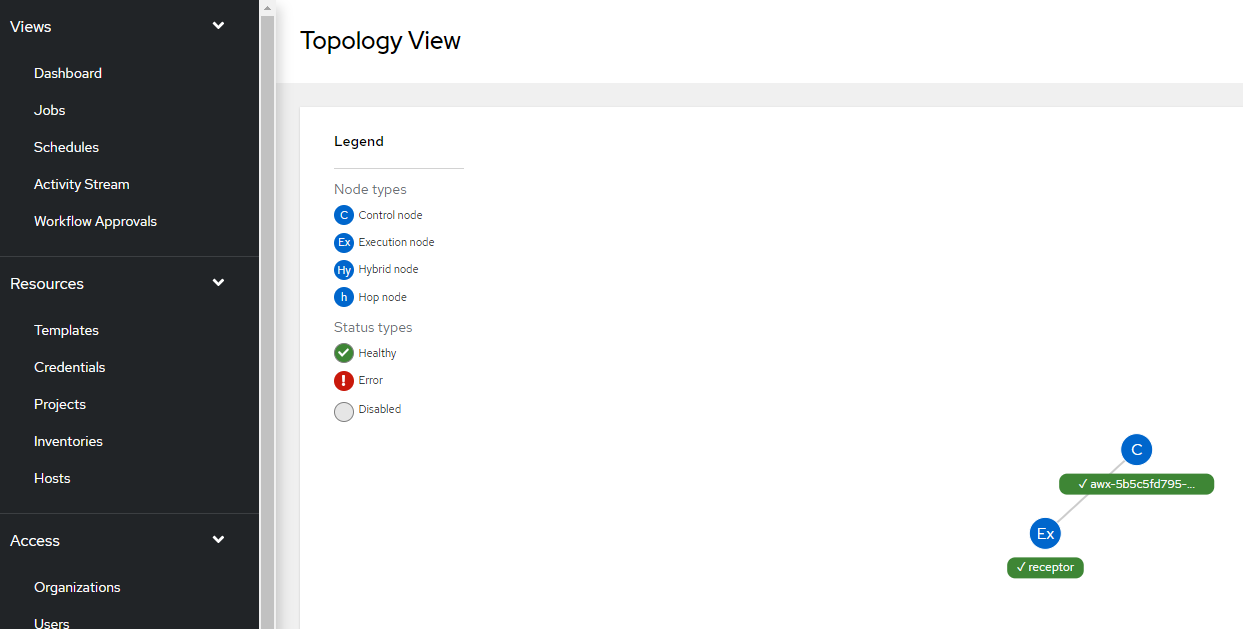 Views
Dashboard
Jobs
Schedules
Activity Stream
Workflow Approvals
Resources
Templates
Credentials
Projects
Inventories
Hosts
Access
Organizations
Users
Topology View
Legend
Node types
C Control node
Ex Execution node
Hy Hybrid node
h Hop node
Status types
Healthy
! Error
Disabled
C
✓ awx-5b5c5fd795-...
Ex
✓ receptor